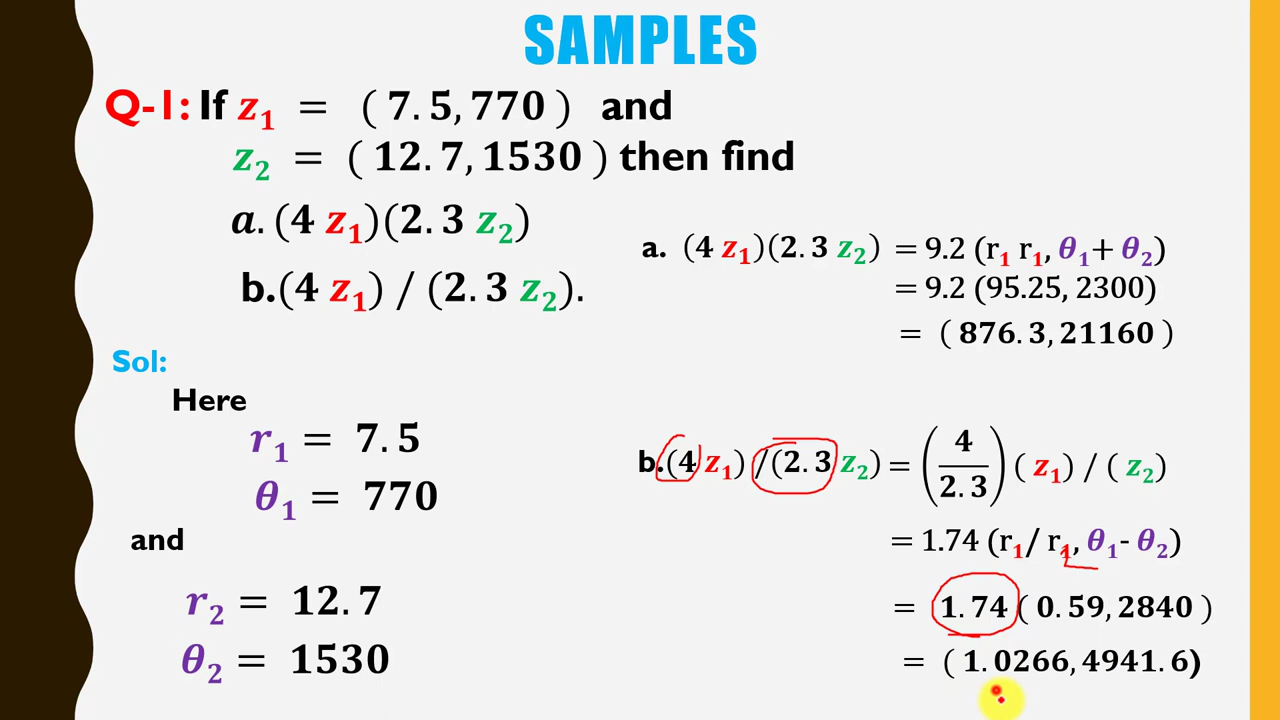 SAMPLES
Q-1: If z₁ = ( 7.5, 770 ) and
z₂ = ( 12.7, 1530 ) then find
a. (4 z₁)(2.3 z₂)
b.(4 z₁) / (2.3 z₂).
Sol:
Here
r₁ = 7.5
θ₁ = 770
and
r₂ = 12.7
θ₂ = 1530
a. (4 z₁)(2.3 z₂) = 9.2 (r₁ r₁, θ₁+ θ₂)
= 9.2 (95.25, 2300)
= ( 876.3, 21160 )
b.(4 z₁) /(2.3 z₂) = (4/2.3) ( z₁) / ( z₂)
= 1.74 (r₁/ r₁, θ₁- θ₂)
= 1.74 ( 0.59, 2840 )
= ( 1.0266, 4941.6)